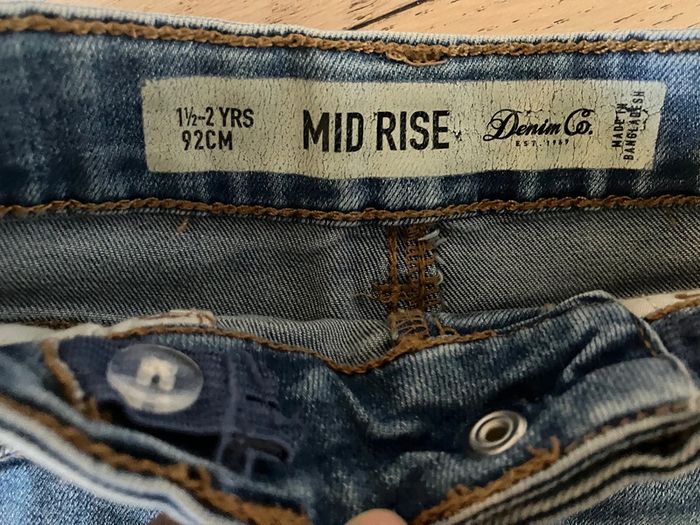 1½-2 YRS
92CM
MID RISE
Denim Co.
EST. 1969
MADE IN
BANGLADESH